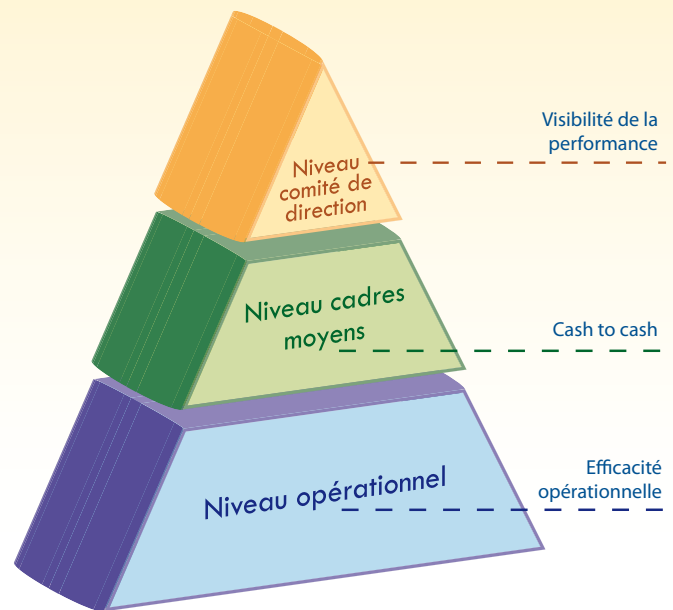 Visibilité de la
performance
Niveau
comité de
direction
Niveau cadres
moyens
Cash to cash
Efficacité
opérationnelle
Niveau opérationnel